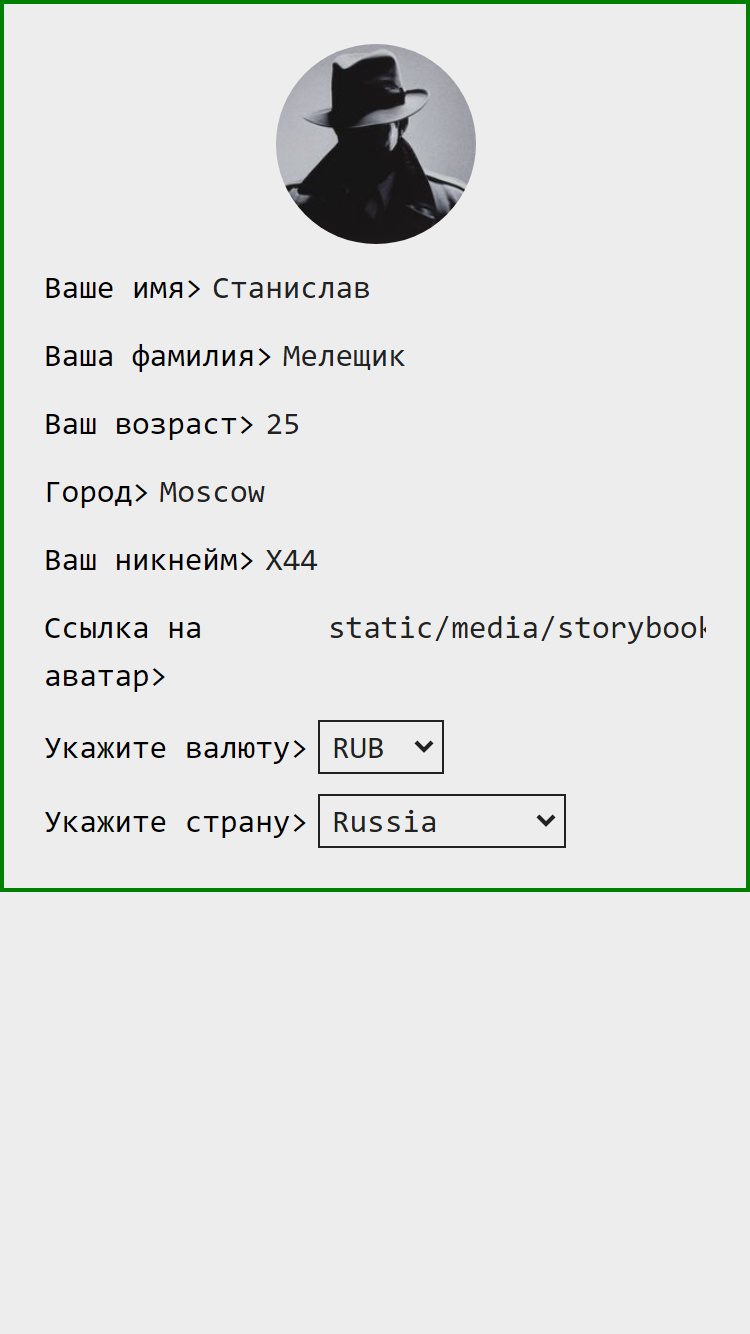 Ваше имя> Станислав
Ваша фамилия> Мелещик
Ваш возраст> 25
Город> Moscow
Ваш никнейм> X44
Ссылка на static/media/storybook
аватар>
Укажите валюту> RUB
Укажите страну> Russia